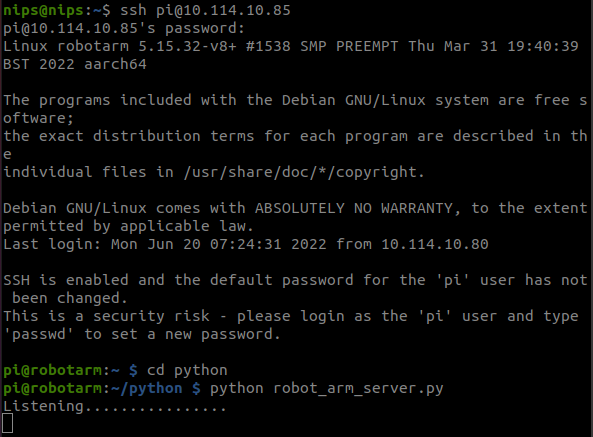 nips@nips:~$ ssh pi@10.114.10.85
pi@10.114.10.85's password:
Linux robotarm 5.15.32-v8+ #1538 SMP PREEMPT Thu Mar 31 19:40:39
BST 2022 aarch64
The programs included with the Debian GNU/Linux system are free s
oftware;
the exact distribution terms for each program are described in th
e
individual files in /usr/share/doc/*/copyright.
Debian GNU/Linux comes with ABSOLUTELY NO WARRANTY, to the extent
permitted by applicable law.
Last login: Mon Jun 20 07:24:31 2022 from 10.114.10.80
SSH is enabled and the default password for the 'pi' user has not
 been changed.
This is a security risk - please login as the 'pi' user and type
'passwd' to set a new password.
pi@robotarm:~ $ cd python
pi@robotarm:~/python $ python robot_arm_server.py
Listening................